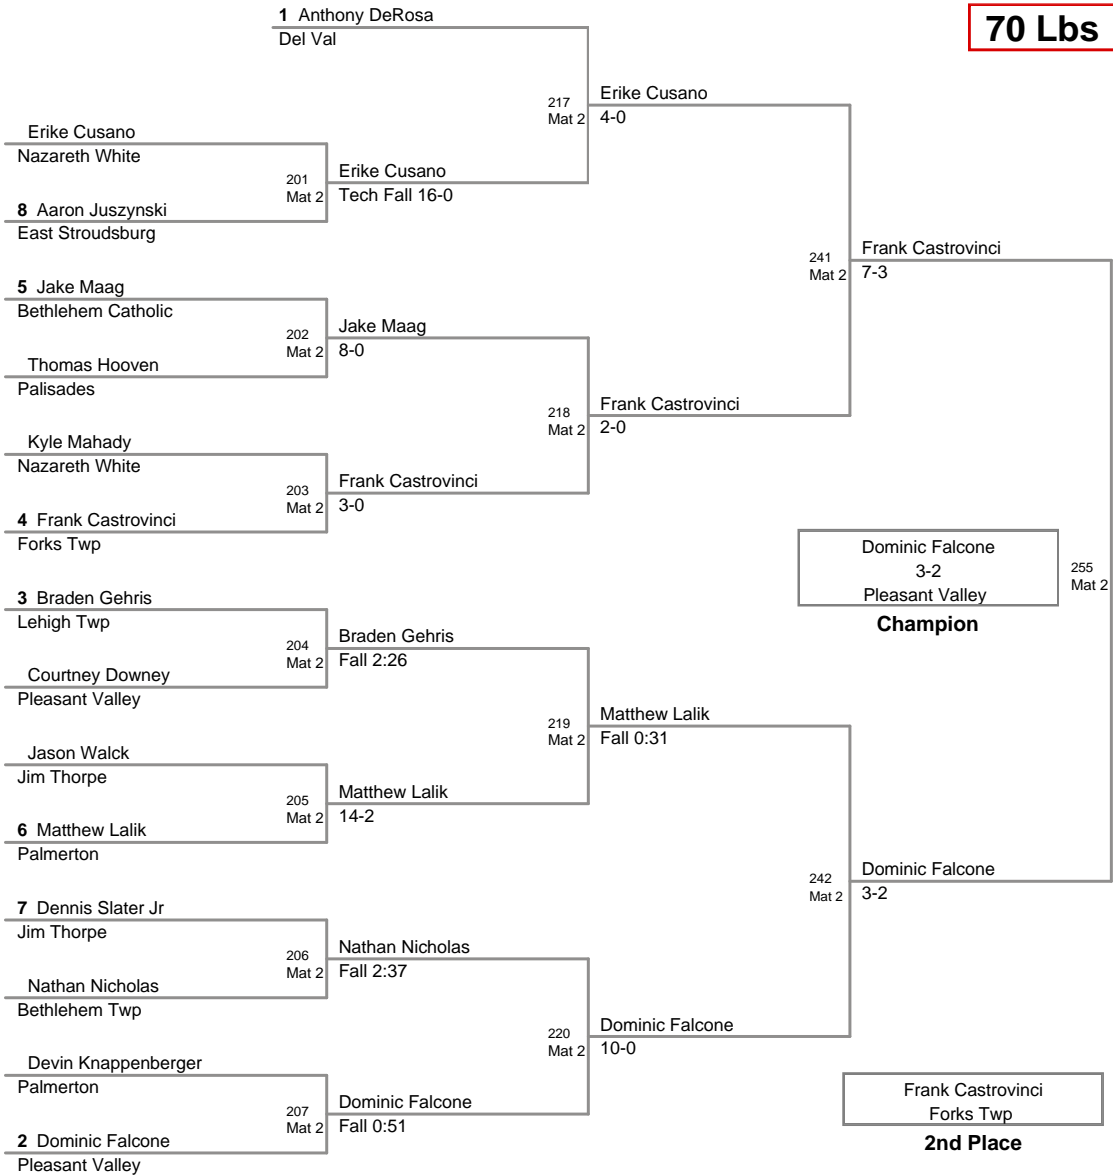 1 Anthony DeRosa
Del Val
70 Lbs
217
Mat 2
Erike Cusano
4-0
Erike Cusano
Nazareth White
201
Mat 2
Erike Cusano
Tech Fall 16-0
8 Aaron Juszynski
East Stroudsburg
241
Mat 2
Frank Castrovinci
7-3
5 Jake Maag
Bethlehem Catholic
202
Mat 2
Jake Maag
8-0
Thomas Hooven
Palisades
218
Mat 2
Frank Castrovinci
2-0
Kyle Mahady
Nazareth White
203
Mat 2
Frank Castrovinci
3-0
4 Frank Castrovinci
Forks Twp
Dominic Falcone
3-2
Pleasant Valley
Champion
255
Mat 2
3 Braden Gehris
Lehigh Twp
204
Mat 2
Braden Gehris
Fall 2:26
Courtney Downey
Pleasant Valley
219
Mat 2
Matthew Lalik
Fall 0:31
Jason Walck
Jim Thorpe
205
Mat 2
Matthew Lalik
14-2
6 Matthew Lalik
Palmerton
242
Mat 2
Dominic Falcone
3-2
7 Dennis Slater Jr
Jim Thorpe
206
Mat 2
Nathan Nicholas
Fall 2:37
Nathan Nicholas
Bethlehem Twp
220
Mat 2
Dominic Falcone
10-0
Devin Knappenberger
Palmerton
207
Mat 2
Dominic Falcone
Fall 0:51
2 Dominic Falcone
Pleasant Valley
Frank Castrovinci
Forks Twp
2nd Place